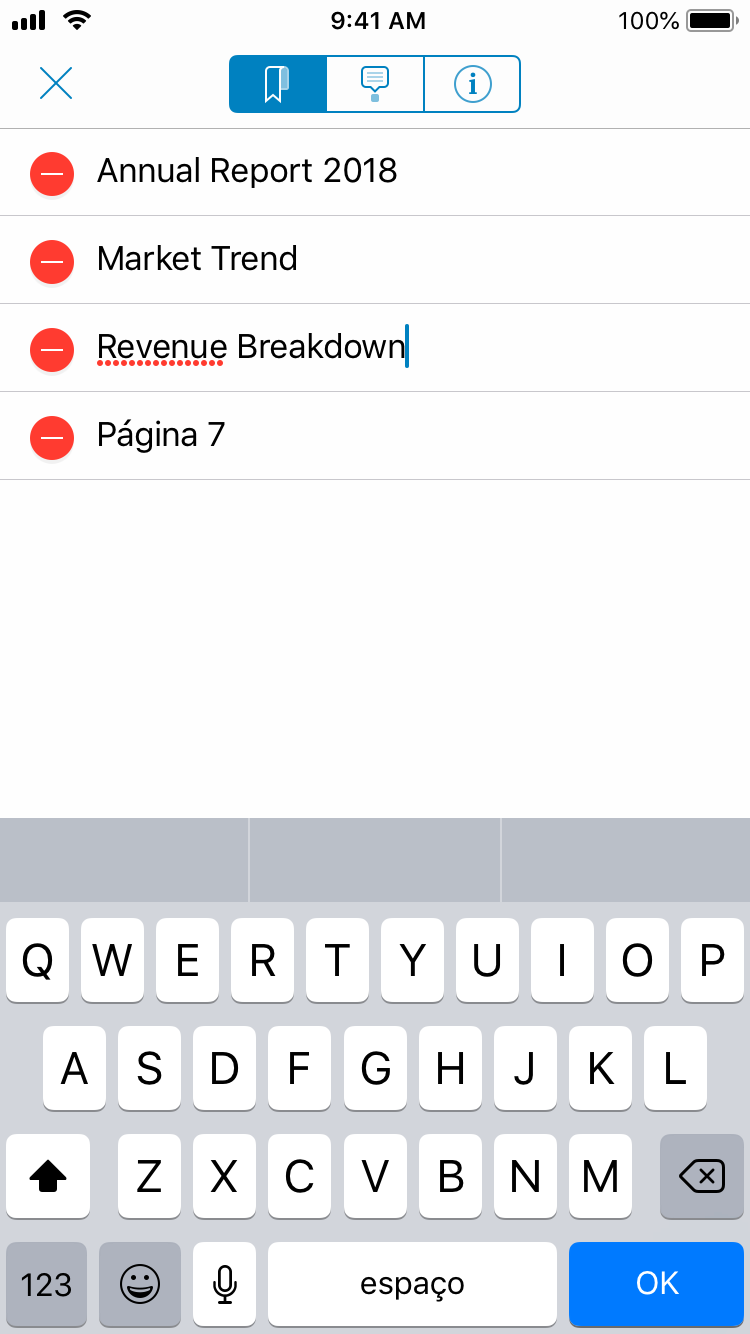 9:41 AM 100%
Annual Report 2018
Market Trend
Revenue Breakdown
Página 7
Q W E R T Y U I O P
A S D F G H J K L
Z X C V B N M
123 espaço OK